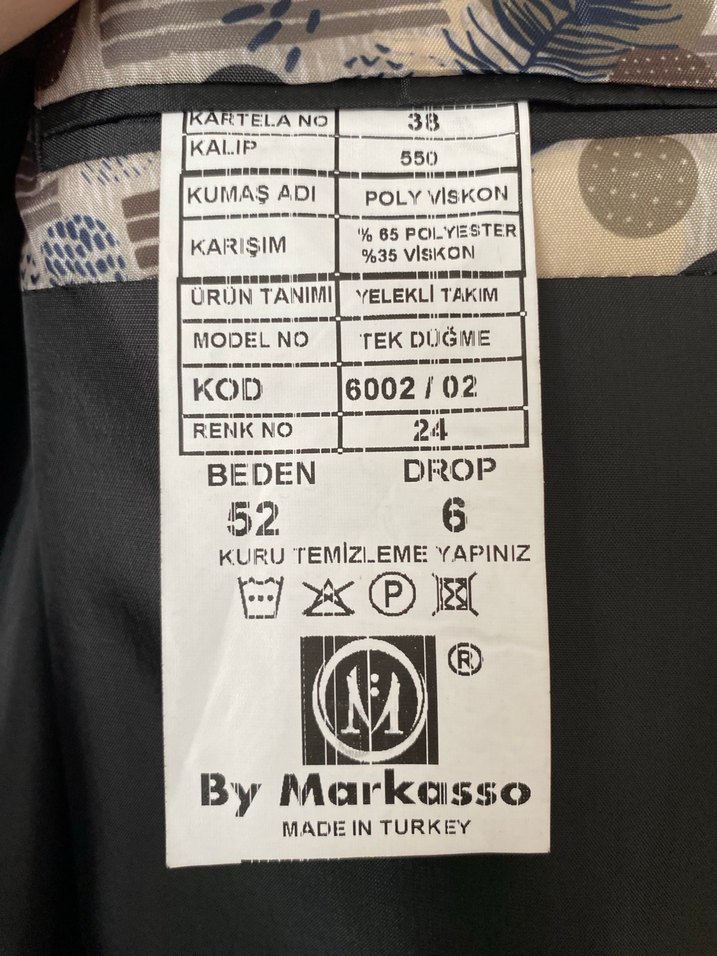 KARTELA NO 38
KALIP 550
KUMAŞ ADI POLY VİSKON
KARIŞIM % 65 POLYESTER
%35 VİSKON
ÜRÜN TANIMI YELEKLİ TAKIM
MODEL NO TEK DÜĞME
KOD 6002 / 02
RENK NO 24
BEDEN DROP
52 6
KURU TEMİZLEME YAPINIZ
P
M ®
By Markasso
MADE IN TURKEY